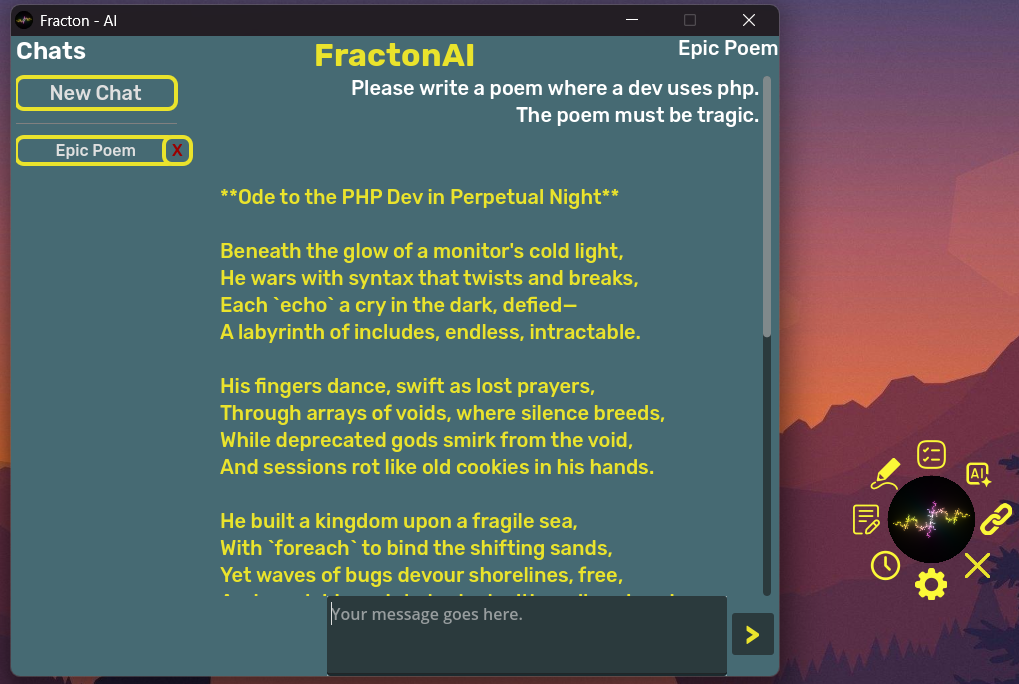 Fracton - AI
Chats
FractonAI
Epic Poem
New Chat
Epic Poem
X
Please write a poem where a dev uses php.
The poem must be tragic.
**Ode to the PHP Dev in Perpetual Night**
Beneath the glow of a monitor's cold light,
He wars with syntax that twists and breaks,
Each `echo` a cry in the dark, defied—
A labyrinth of includes, endless, intractable.
His fingers dance, swift as lost prayers,
Through arrays of voids, where silence breeds,
While deprecated gods smirk from the void,
And sessions rot like old cookies in his hands.
He built a kingdom upon a fragile sea,
With `foreach` to bind the shifting sands,
Yet waves of bugs devour shorelines, free,
Your message goes here.
>
AI